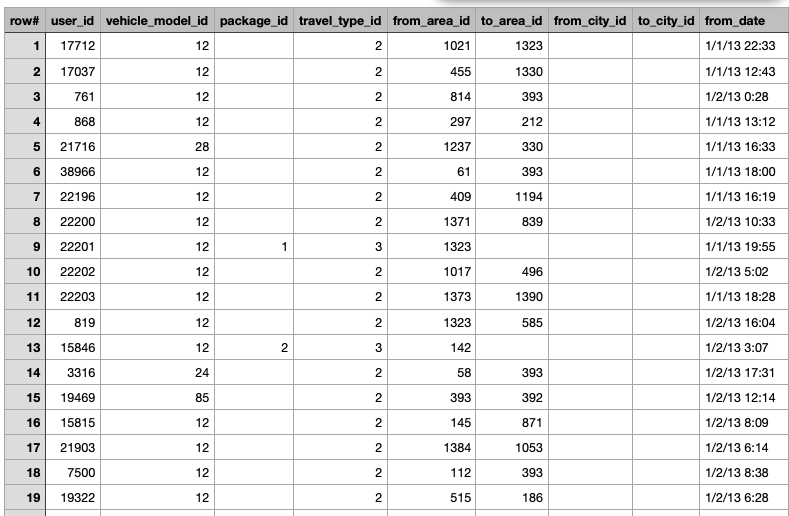 row# user_id vehicle_model_id package_id travel_type_id from_area_id to_area_id from_city_id to_city_id from_date
1 17712 12 2 1021 1323 1/1/13 22:33
2 17037 12 2 455 1330 1/1/13 12:43
3 761 12 2 814 393 1/2/13 0:28
4 868 12 2 297 212 1/1/13 13:12
5 21716 28 2 1237 330 1/1/13 16:33
6 38966 12 2 61 393 1/1/13 18:00
7 22196 12 2 409 1194 1/1/13 16:19
8 22200 12 2 1371 839 1/2/13 10:33
9 22201 12 1 3 1323 1/1/13 19:55
10 22202 12 2 1017 496 1/2/13 5:02
11 22203 12 2 1373 1390 1/1/13 18:28
12 819 12 2 1323 585 1/2/13 16:04
13 15846 12 2 3 142 1/2/13 3:07
14 3316 24 2 58 393 1/2/13 17:31
15 19469 85 2 393 392 1/2/13 12:14
16 15815 12 2 145 871 1/2/13 8:09
17 21903 12 2 1384 1053 1/2/13 6:14
18 7500 12 2 112 393 1/2/13 8:38
19 19322 12 2 515 186 1/2/13 6:28